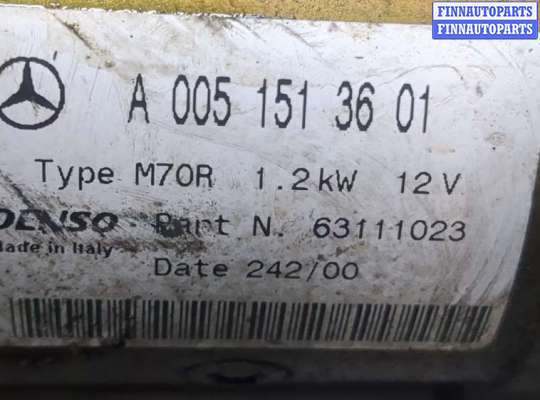 FINNAUTOPARTS
FINNAUTOPARTS
A 005 151 36 01
Type M70R 1.2kW 12V
DENSO Part N. 63111023
Made in Italy
Date 242/00